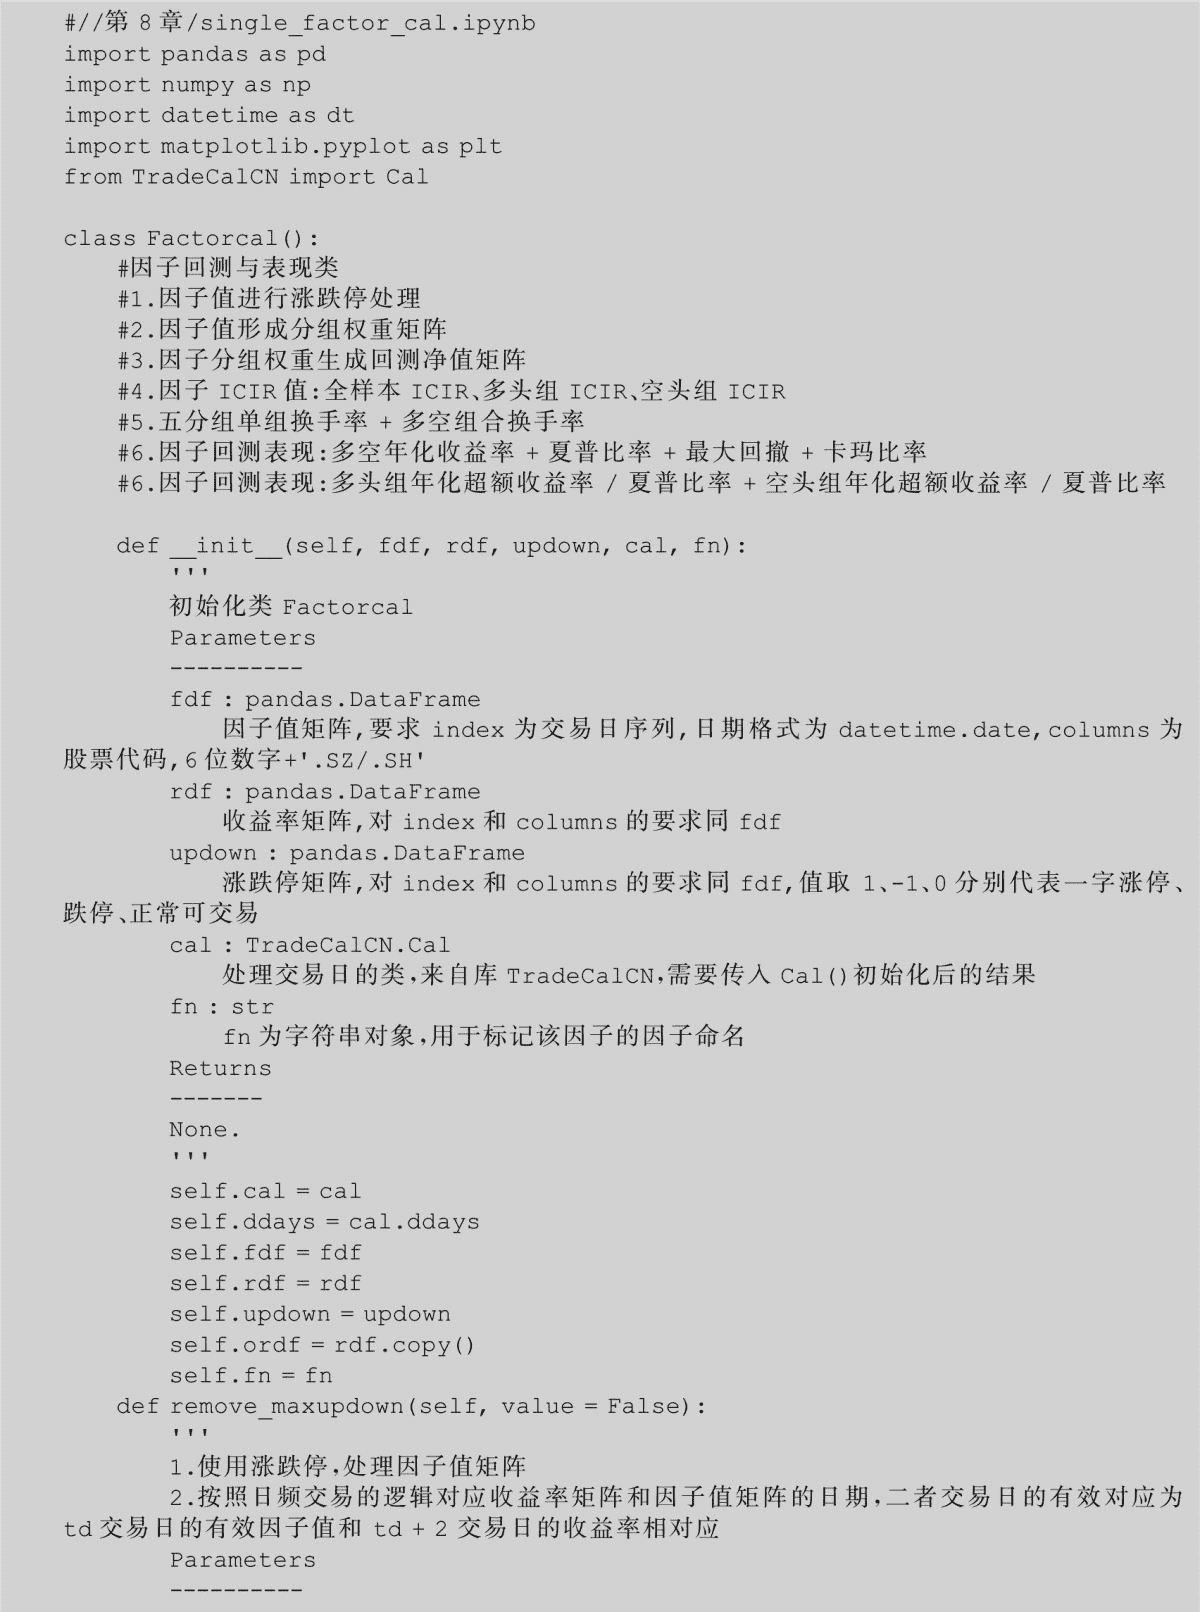 #//第 8 章/single_factor_cal.ipynb
import pandas as pd
import numpy as np
import datetime as dt
import matplotlib.pyplot as plt
from TradeCalCN import Cal

class Factorcal():
    #因子回测与表现类
    #1.因子值进行涨跌停处理
    #2.因子值形成分组权重矩阵
    #3.因子分组权重生成回测净值矩阵
    #4.因子 ICIR 值:全样本 ICIR、多头组 ICIR、空头组 ICIR
    #5.五分组单组换手率 + 多空组合换手率
    #6.因子回测表现:多空年化收益率 + 夏普比率 + 最大回撤 + 卡玛比率
    #6.因子回测表现:多头组年化超额收益率 / 夏普比率 + 空头组年化超额收益率 / 夏普比率

    def __init__(self, fdf, rdf, updown, cal, fn):
        '''
        初始化类 Factorcal
        Parameters
        ----------
        fdf : pandas.DataFrame
            因子值矩阵,要求 index 为交易日序列,日期格式为 datetime.date,columns 为
股票代码,6 位数字+'.SZ/.SH'
        rdf : pandas.DataFrame
            收益率矩阵,对 index 和 columns 的要求同 fdf
        updown : pandas.DataFrame
            涨跌停矩阵,对 index 和 columns 的要求同 fdf,值取 1、-1、0 分别代表一字涨停、
跌停、正常可交易
        cal : TradeCalCN.Cal
            处理交易日的类,来自库 TradeCalCN,需要传入 Cal()初始化后的结果
        fn : str
            fn 为字符串对象,用于标记该因子的因子命名
        Returns
        -------
        None.
        '''
        self.cal = cal
        self.ddays = cal.ddays
        self.fdf = fdf
        self.rdf = rdf
        self.updown = updown
        self.ordf = rdf.copy()
        self.fn = fn
    def remove_maxupdown(self, value = False):
        '''
        1.使用涨跌停,处理因子值矩阵
        2.按照日频交易的逻辑对应收益率矩阵和因子值矩阵的日期,二者交易日的有效对应为
td 交易日的有效因子值和 td + 2 交易日的收益率相对应
        Parameters
        ----------